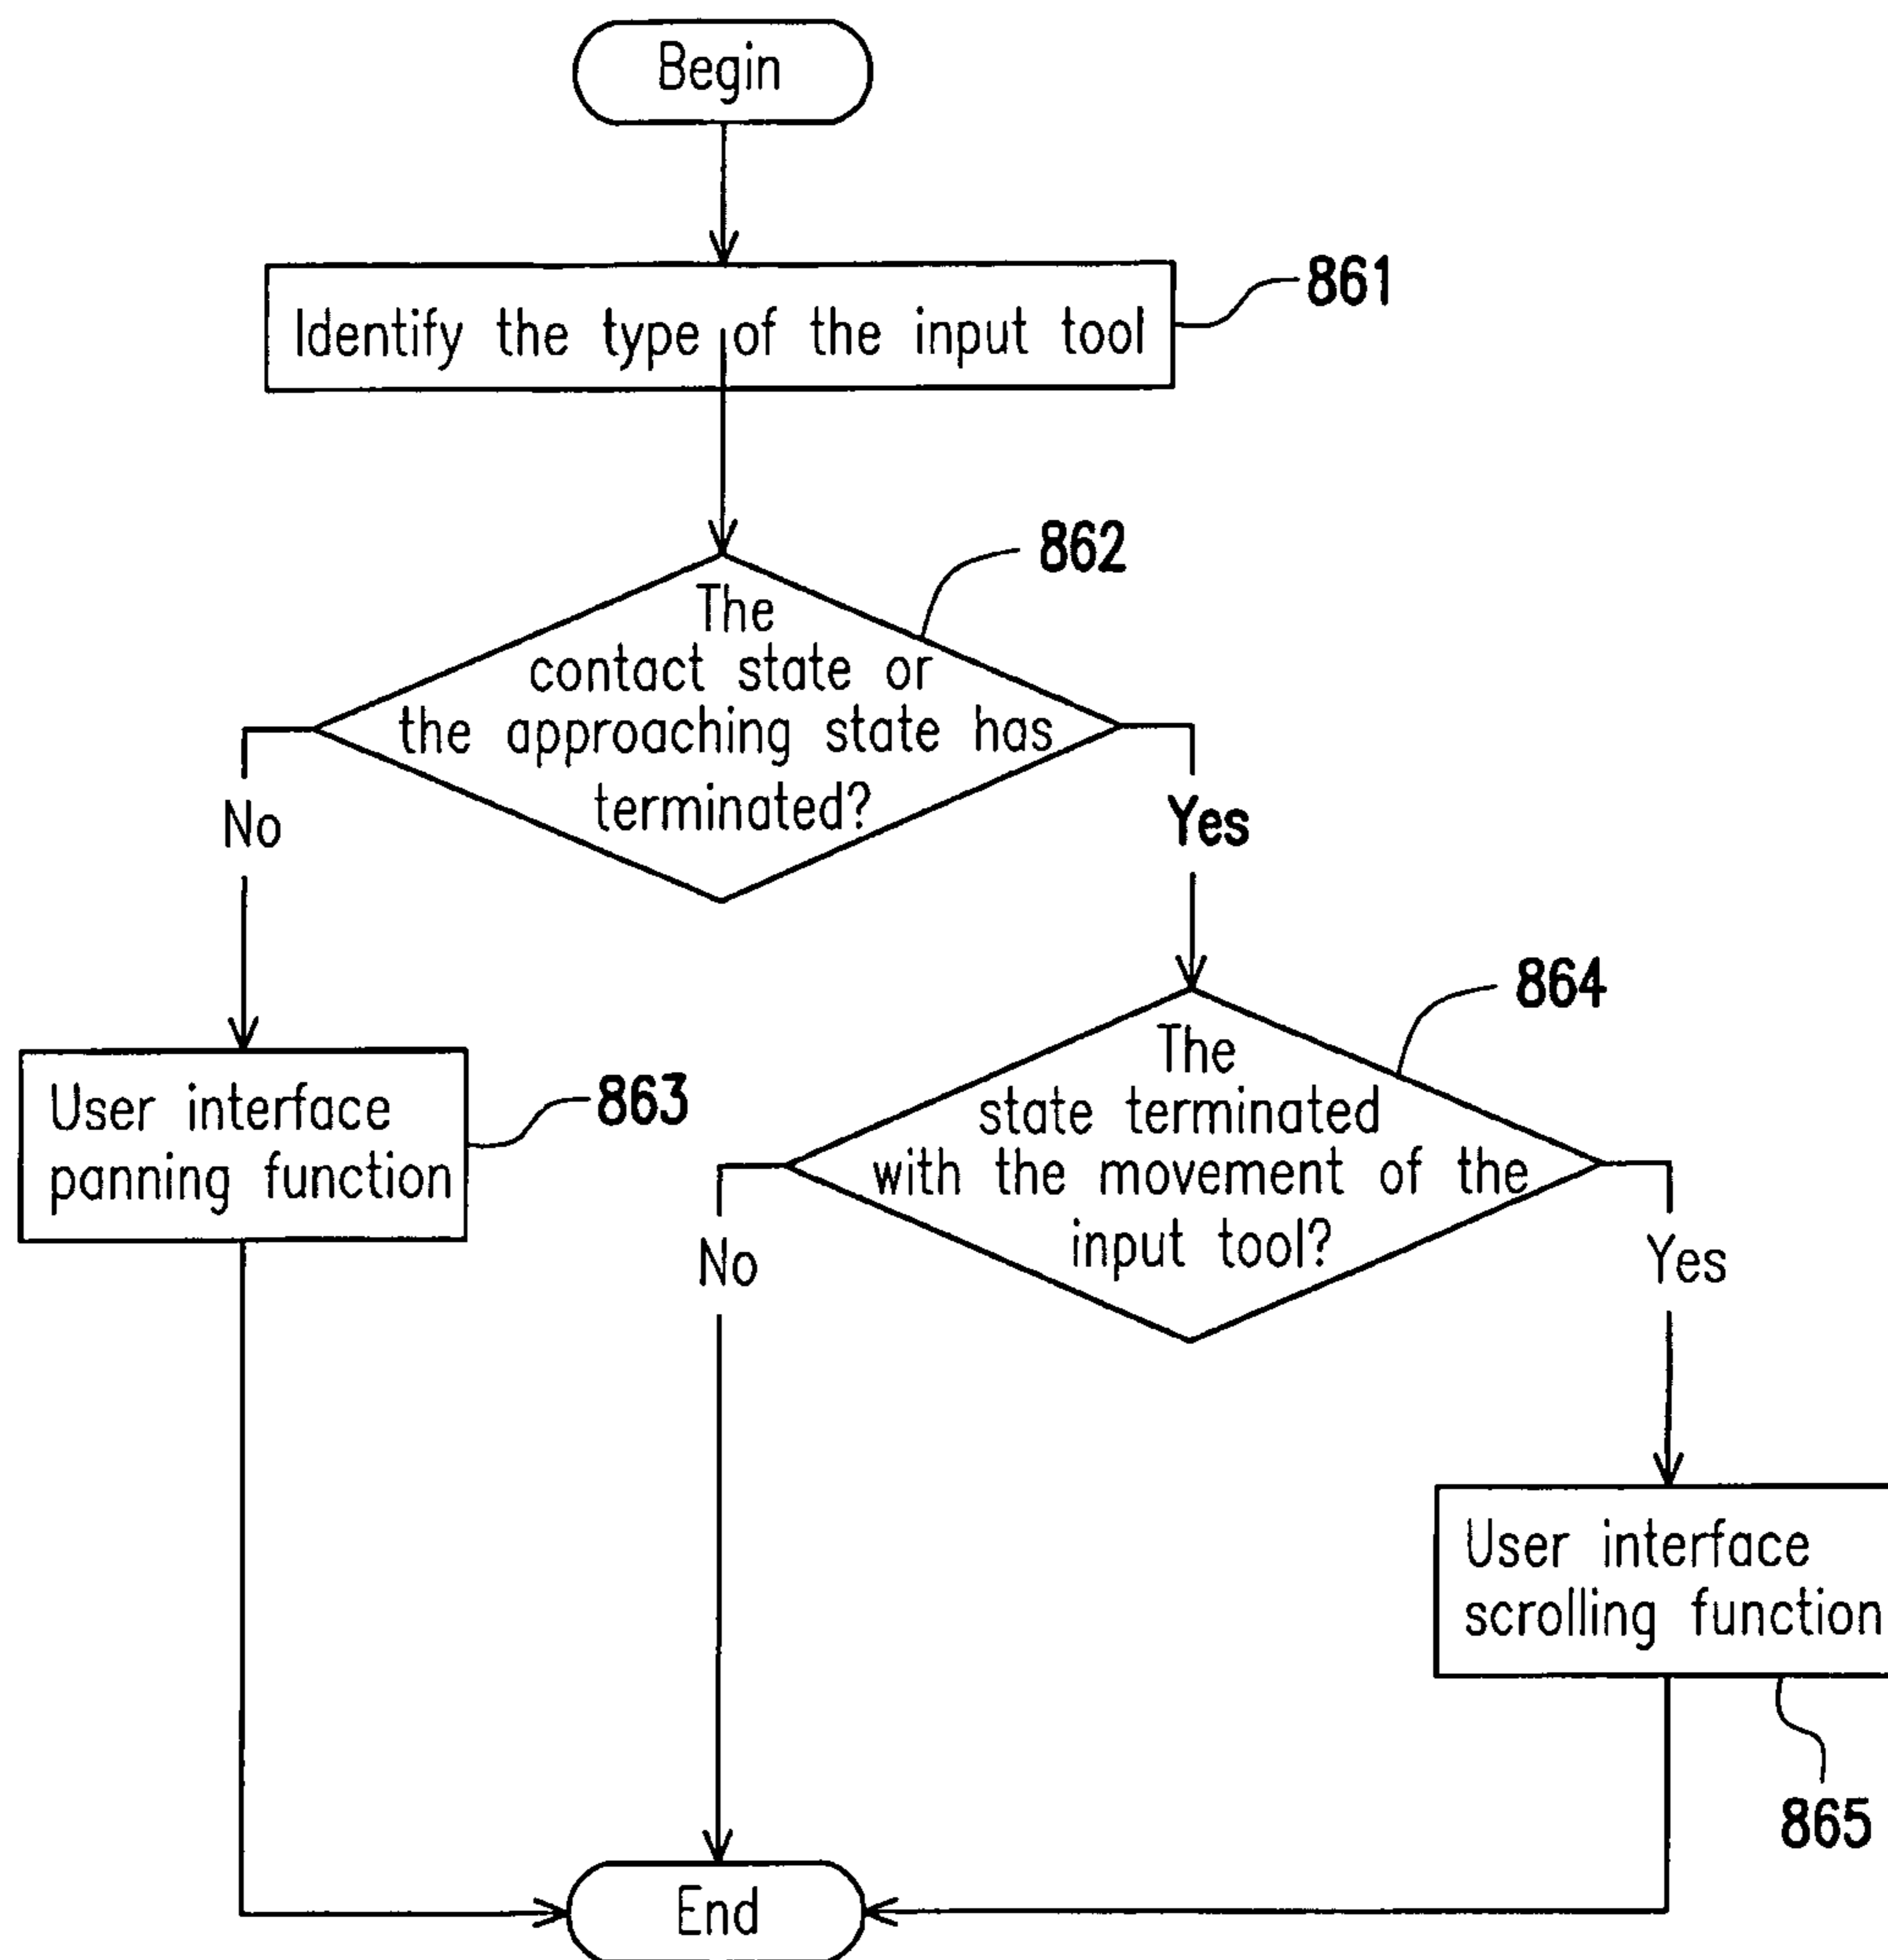 Begin
Identify the type of the input tool
861
862
The
contact state or
the approaching state has
terminated?
No
Yes
864
The
state terminated
with the movement of the
input tool?
User interface
panning function
863
No
Yes
User interface
scrolling function
865
End